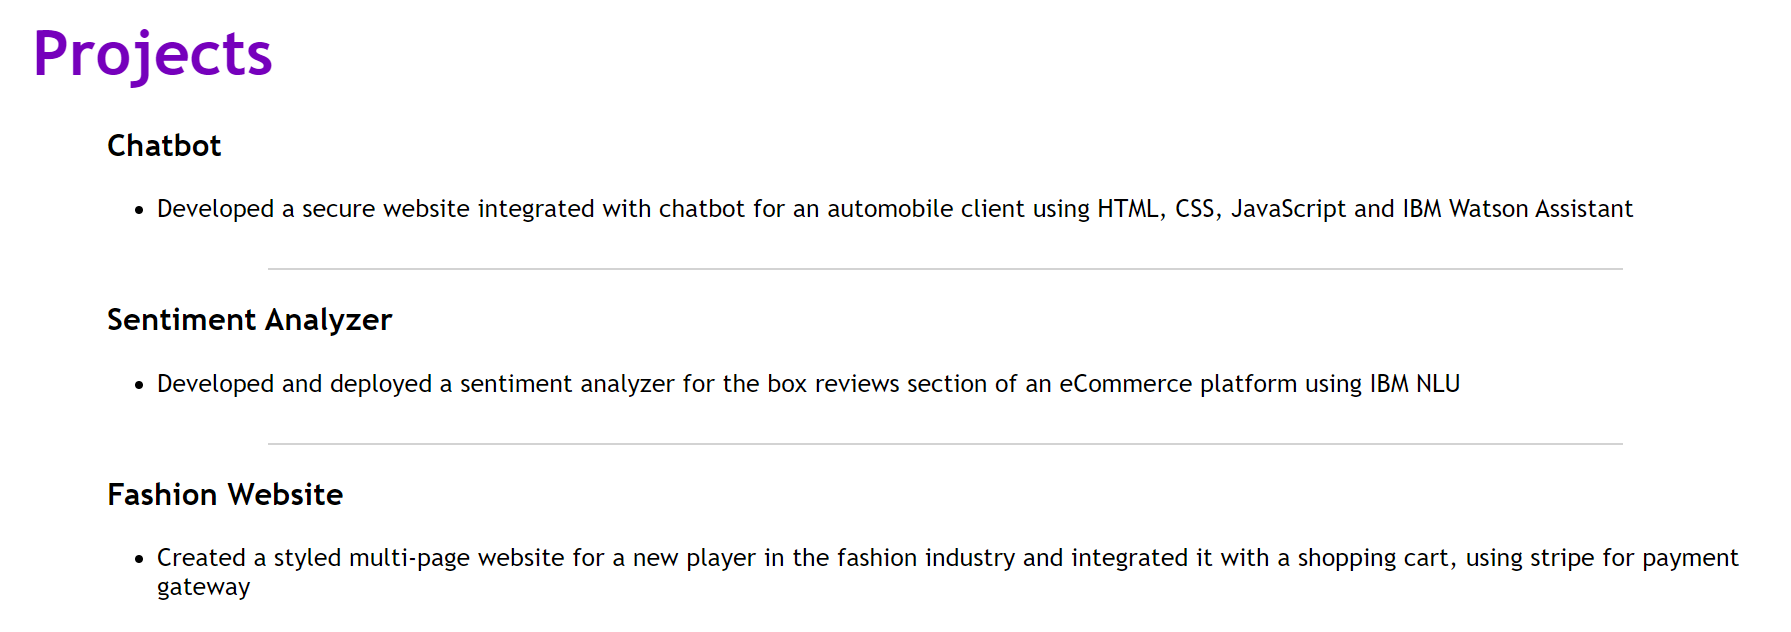 Projects
Chatbot
• Developed a secure website integrated with chatbot for an automobile client using HTML, CSS, JavaScript and IBM Watson Assistant
Sentiment Analyzer
• Developed and deployed a sentiment analyzer for the box reviews section of an eCommerce platform using IBM NLU
Fashion Website
• Created a styled multi-page website for a new player in the fashion industry and integrated it with a shopping cart, using stripe for payment
gateway